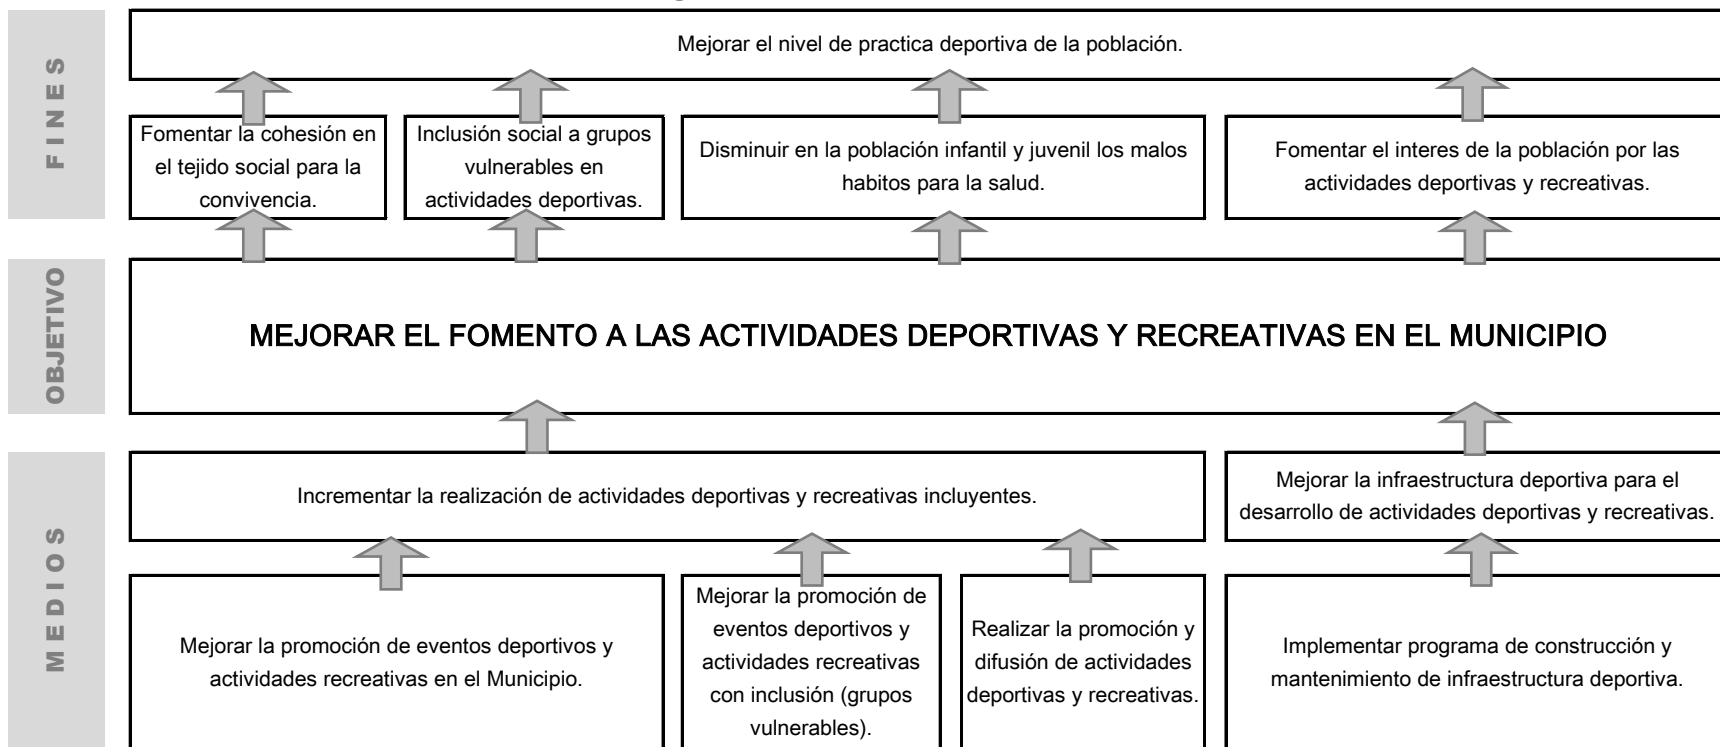 FINES
Mejorar el nivel de practica deportiva de la población.
Fomentar la cohesión en
el tejido social para la
convivencia.
Inclusión social a grupos
vulnerables en
actividades deportivas.
Disminuir en la población infantil y juvenil los malos
habitos para la salud.
Fomentar el interes de la población por las
actividades deportivas y recreativas.
OBJETIVO
MEJORAR EL FOMENTO A LAS ACTIVIDADES DEPORTIVAS Y RECREATIVAS EN EL MUNICIPIO
MEDIOS
Incrementar la realización de actividades deportivas y recreativas incluyentes.
Mejorar la infraestructura deportiva para el
desarrollo de actividades deportivas y recreativas.
Mejorar la promoción de eventos deportivos y
actividades recreativas en el Municipio.
Mejorar la promoción de
eventos deportivos y
actividades recreativas
con inclusión (grupos
vulnerables).
Realizar la promoción y
difusión de actividades
deportivas y recreativas.
Implementar programa de construcción y
mantenimiento de infraestructura deportiva.